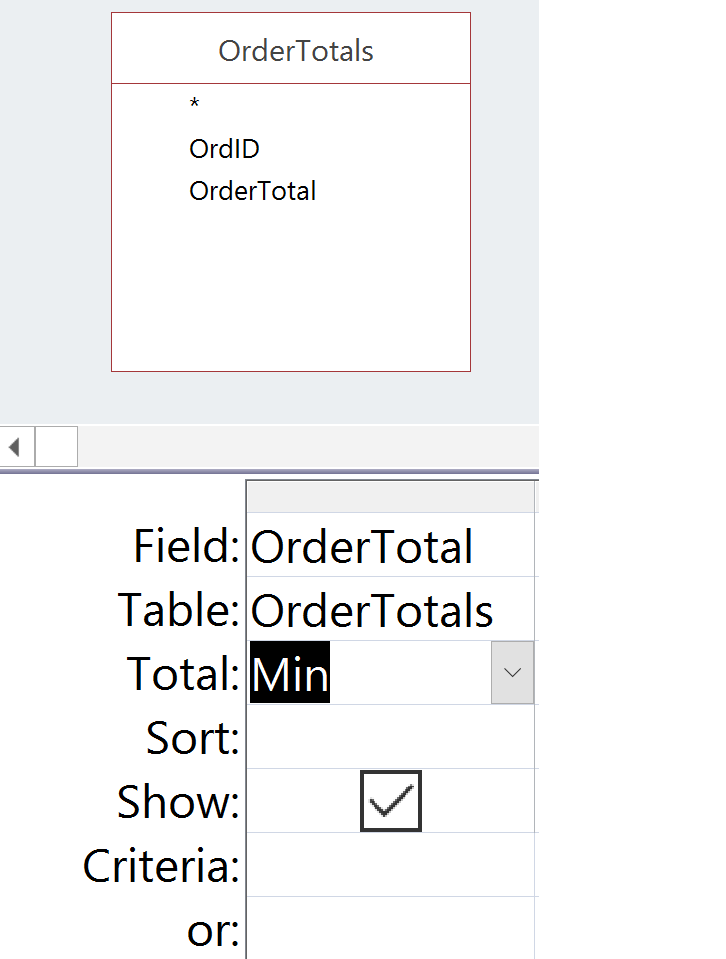 OrderTotals
*
OrdID
OrderTotal
Field: OrderTotal
Table: OrderTotals
Total: Min
Sort:
Show:
Criteria:
or: